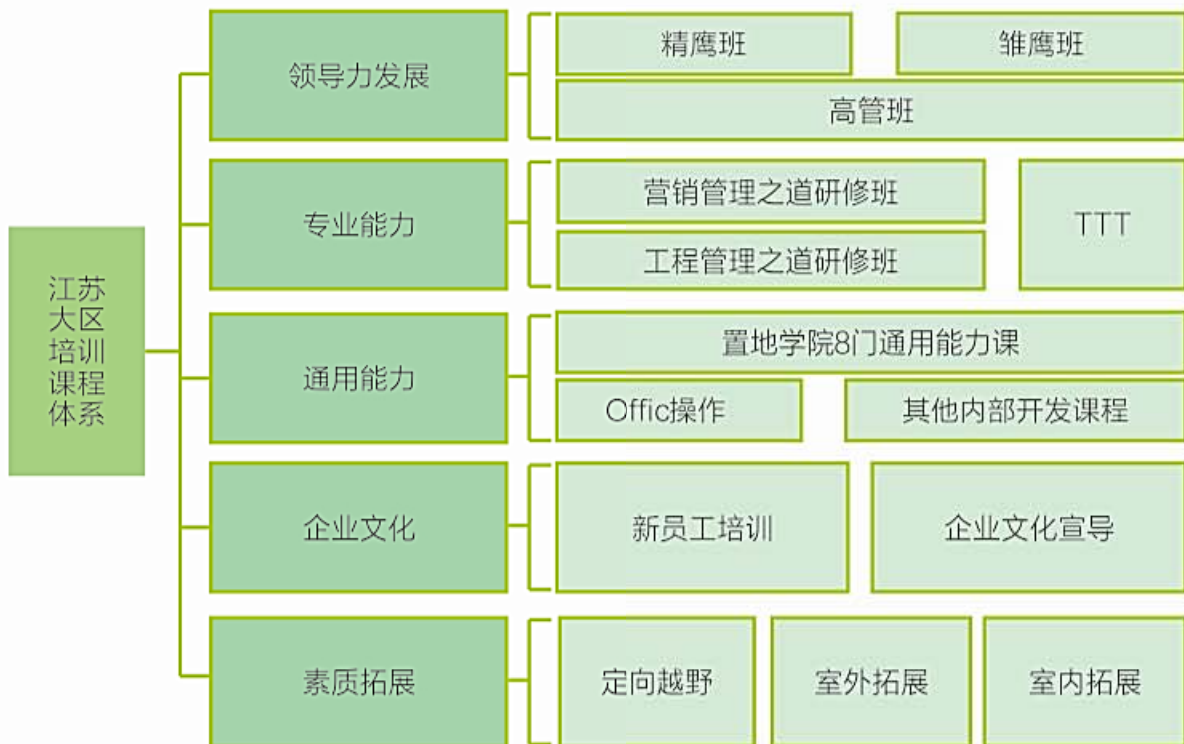 江苏
大区
培训
课程
体系
领导力发展
精鹰班
雏鹰班
高管班
专业能力
营销管理之道研修班
工程管理之道研修班
TTT
通用能力
置地学院8门通用能力课
Offic操作
其他内部开发课程
企业文化
新员工培训
企业文化宣导
素质拓展
定向越野
室外拓展
室内拓展